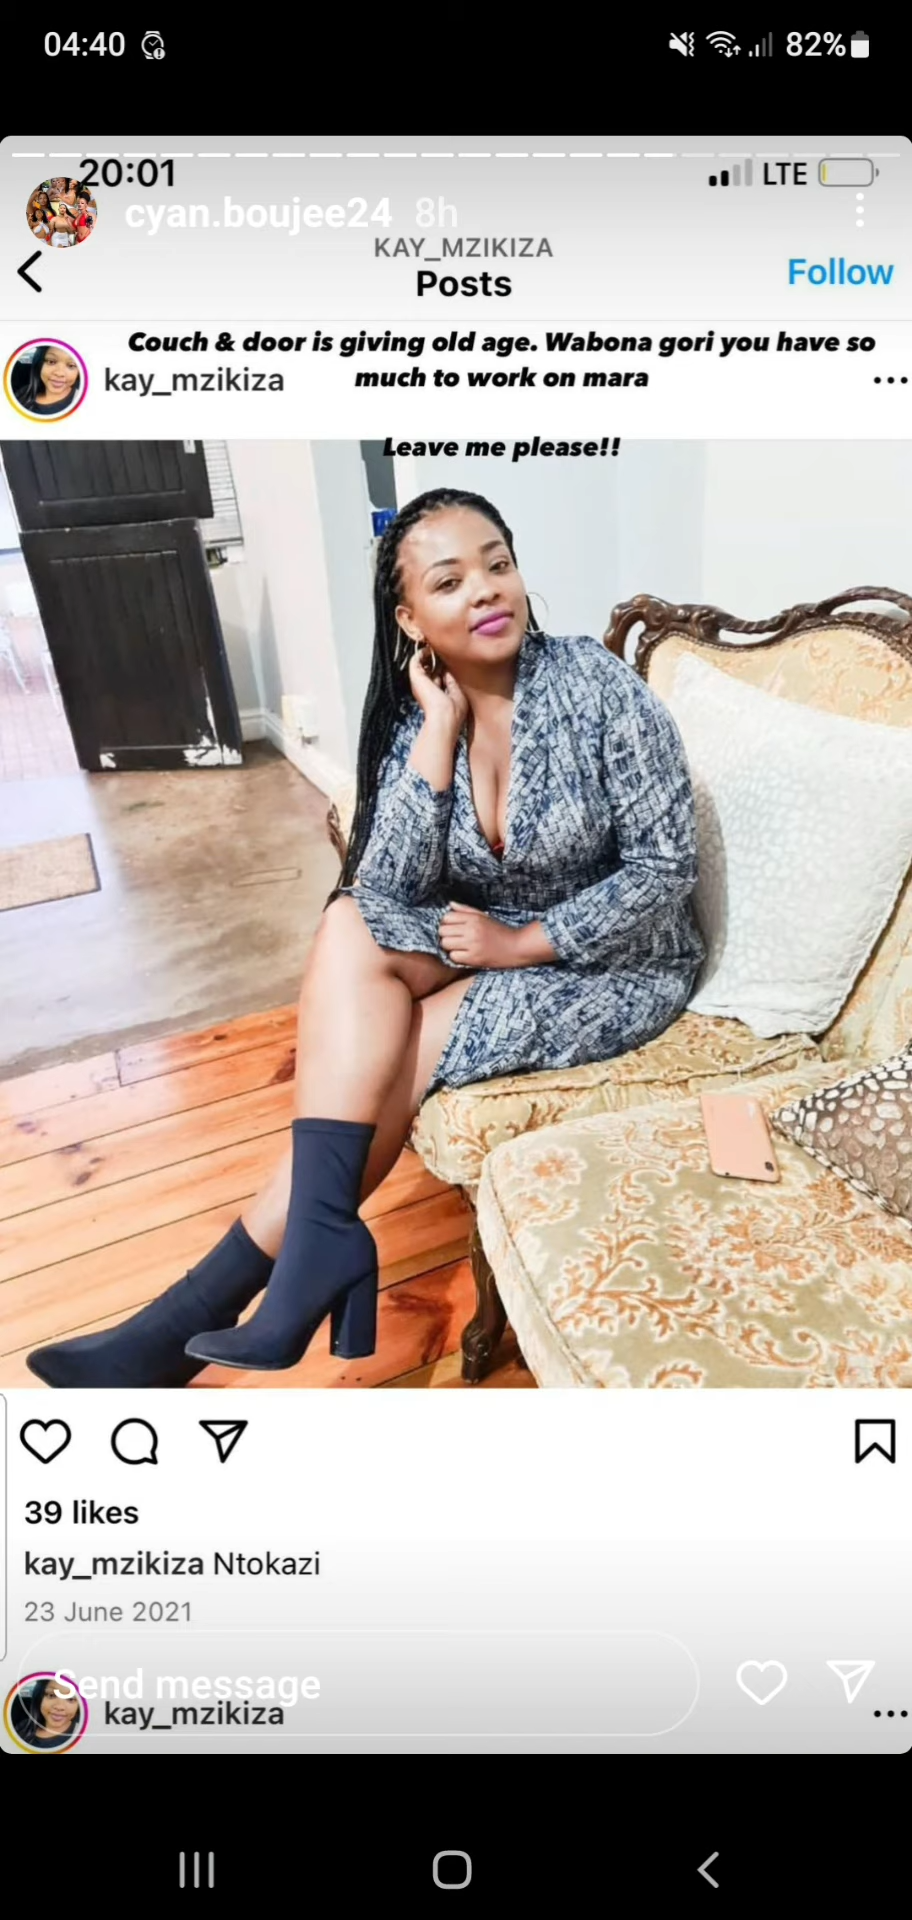 04:40
82%
20:01
LTE
cyan.boujee24 8h
KAY_MZIKIZA
Posts
Follow
Couch & door is giving old age. Wabona gori you have so
much to work on mara
kay_mzikiza
Leave me please!!
39 likes
kay_mzikiza Ntokazi
23 June 2021
Send message
kay_mzikiza